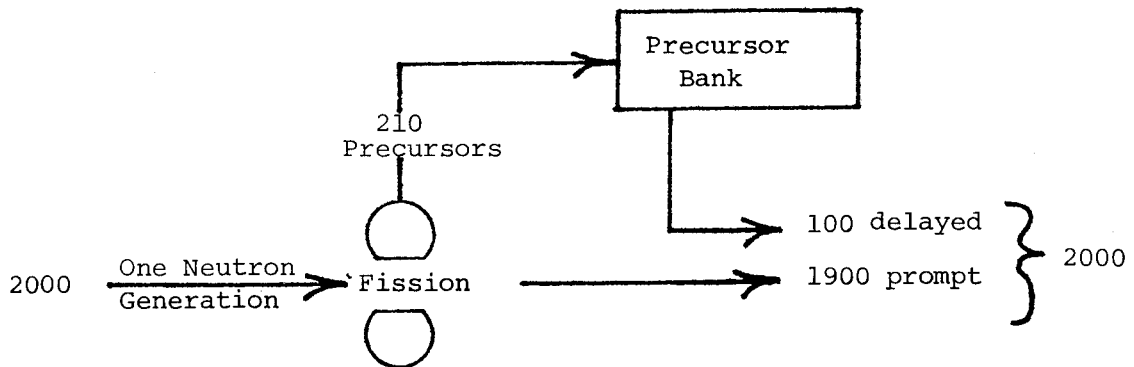 Precursor
Bank
210
Precursors
100 delayed
2000
One Neutron
Generation
Fission
1900 prompt
2000